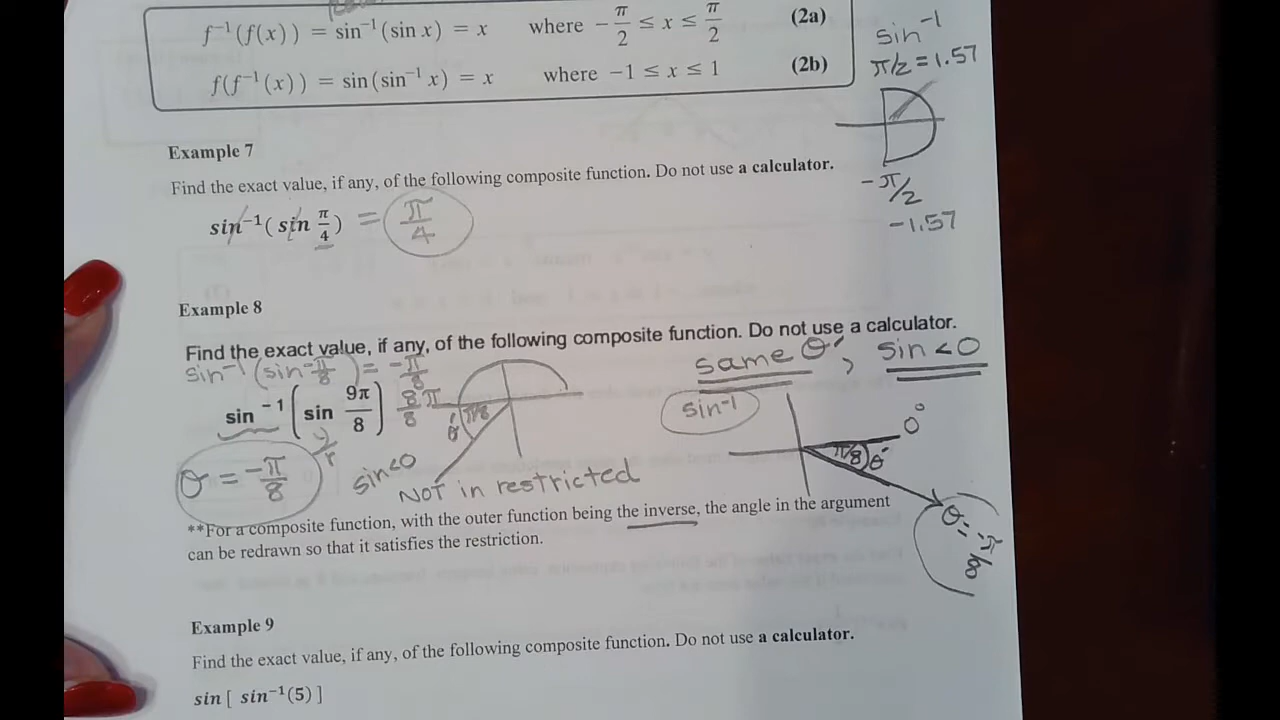 f⁻¹(f(x)) = sin⁻¹(sin x) = x where −π/2 ≤ x ≤ π/2 (2a)
f(f⁻¹(x)) = sin(sin⁻¹ x) = x where −1 ≤ x ≤ 1 (2b)
sin⁻¹
π/2 = 1.57
−π/2
−1.57
Example 7
Find the exact value, if any, of the following composite function. Do not use a calculator.
sin⁻¹( sin π/4 ) = π/4
Example 8
Find the exact value, if any, of the following composite function. Do not use a calculator.
sin⁻¹ (sin −π/8) = −π/8
same θ′, sin<0
sin⁻¹ ( sin 9π/8 ) 8/8 π
y/r
θ′ π/8
sin<0
NOT in restricted
θ = −π/8
sin⁻¹
0°
π/8 θ′
θ = −π/8
**For a composite function, with the outer function being the inverse, the angle in the argument
can be redrawn so that it satisfies the restriction.
Example 9
Find the exact value, if any, of the following composite function. Do not use a calculator.
sin [ sin⁻¹(5) ]